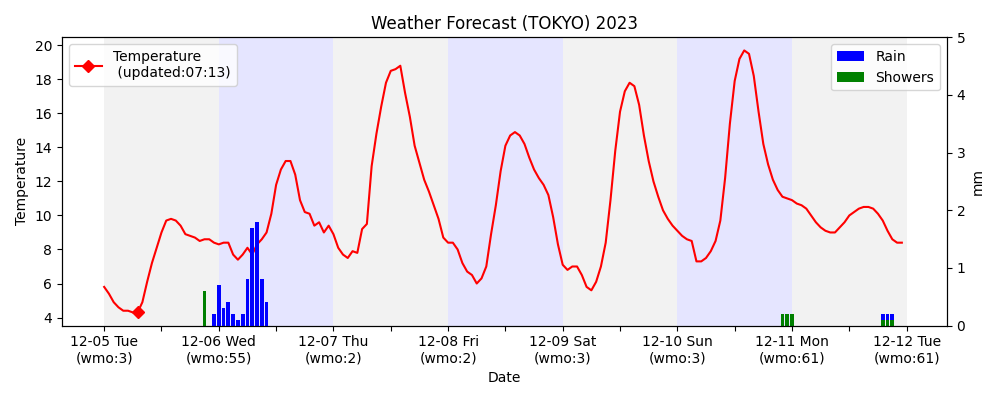 Weather Forecast (TOKYO) 2023
Temperature
(updated:07:13)
Rain
Showers
20
18
16
14
12
10
8
6
4
Temperature
5
4
3
2
1
0
mm
12-05 Tue
(wmo:3)
12-06 Wed
(wmo:55)
12-07 Thu
(wmo:2)
12-08 Fri
(wmo:2)
12-09 Sat
(wmo:3)
12-10 Sun
(wmo:3)
12-11 Mon
(wmo:61)
12-12 Tue
(wmo:61)
Date